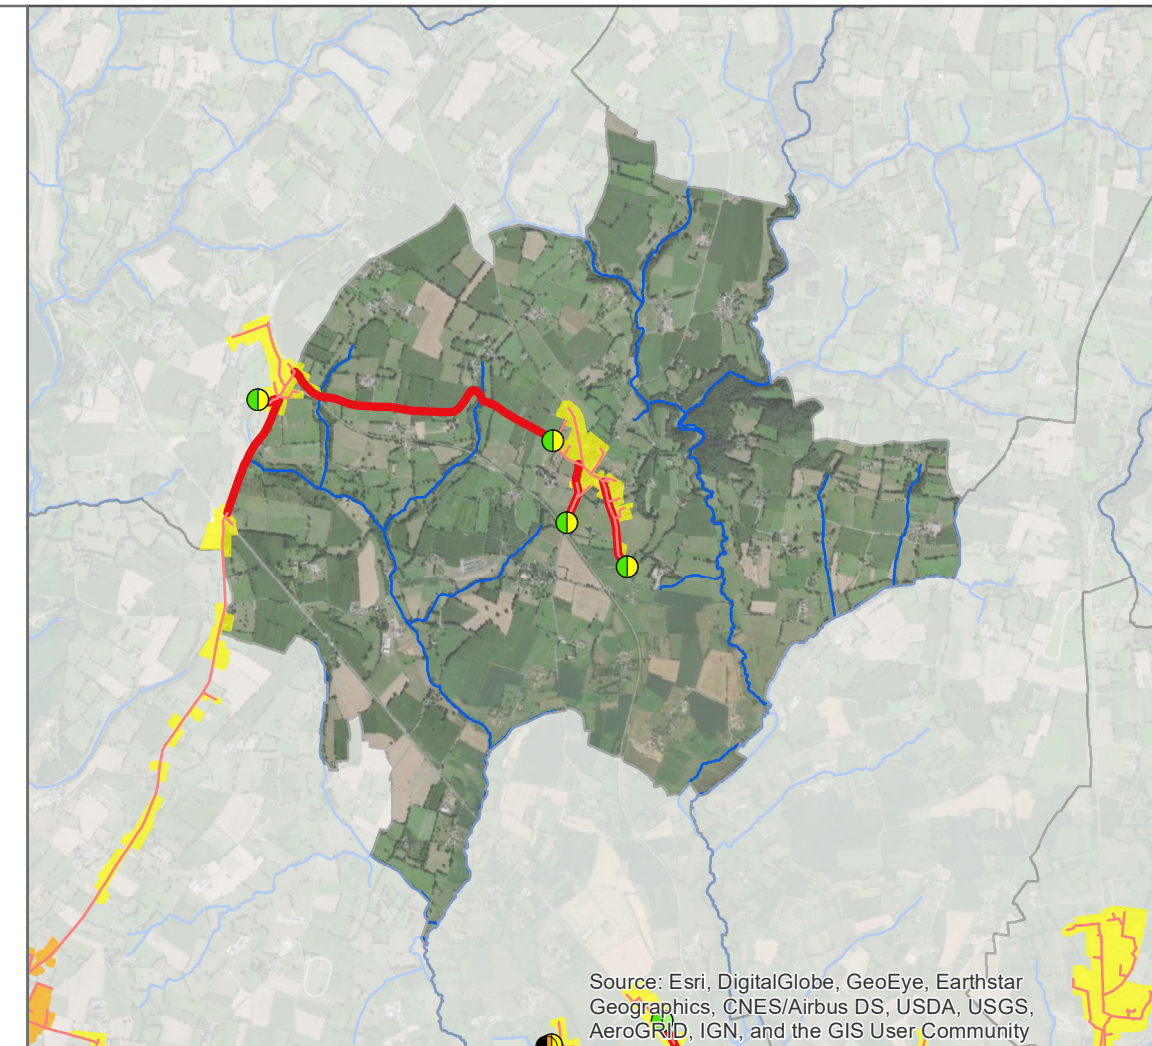 Source: Esri, DigitalGlobe, GeoEye, Earthstar
Geographics, CNES/Airbus DS, USDA, USGS,
AeroGRID, IGN, and the GIS User Community